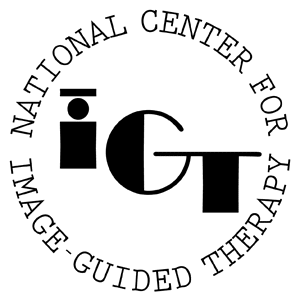 NATIONAL CENTER FOR
IMAGE-GUIDED THERAPY
iGT